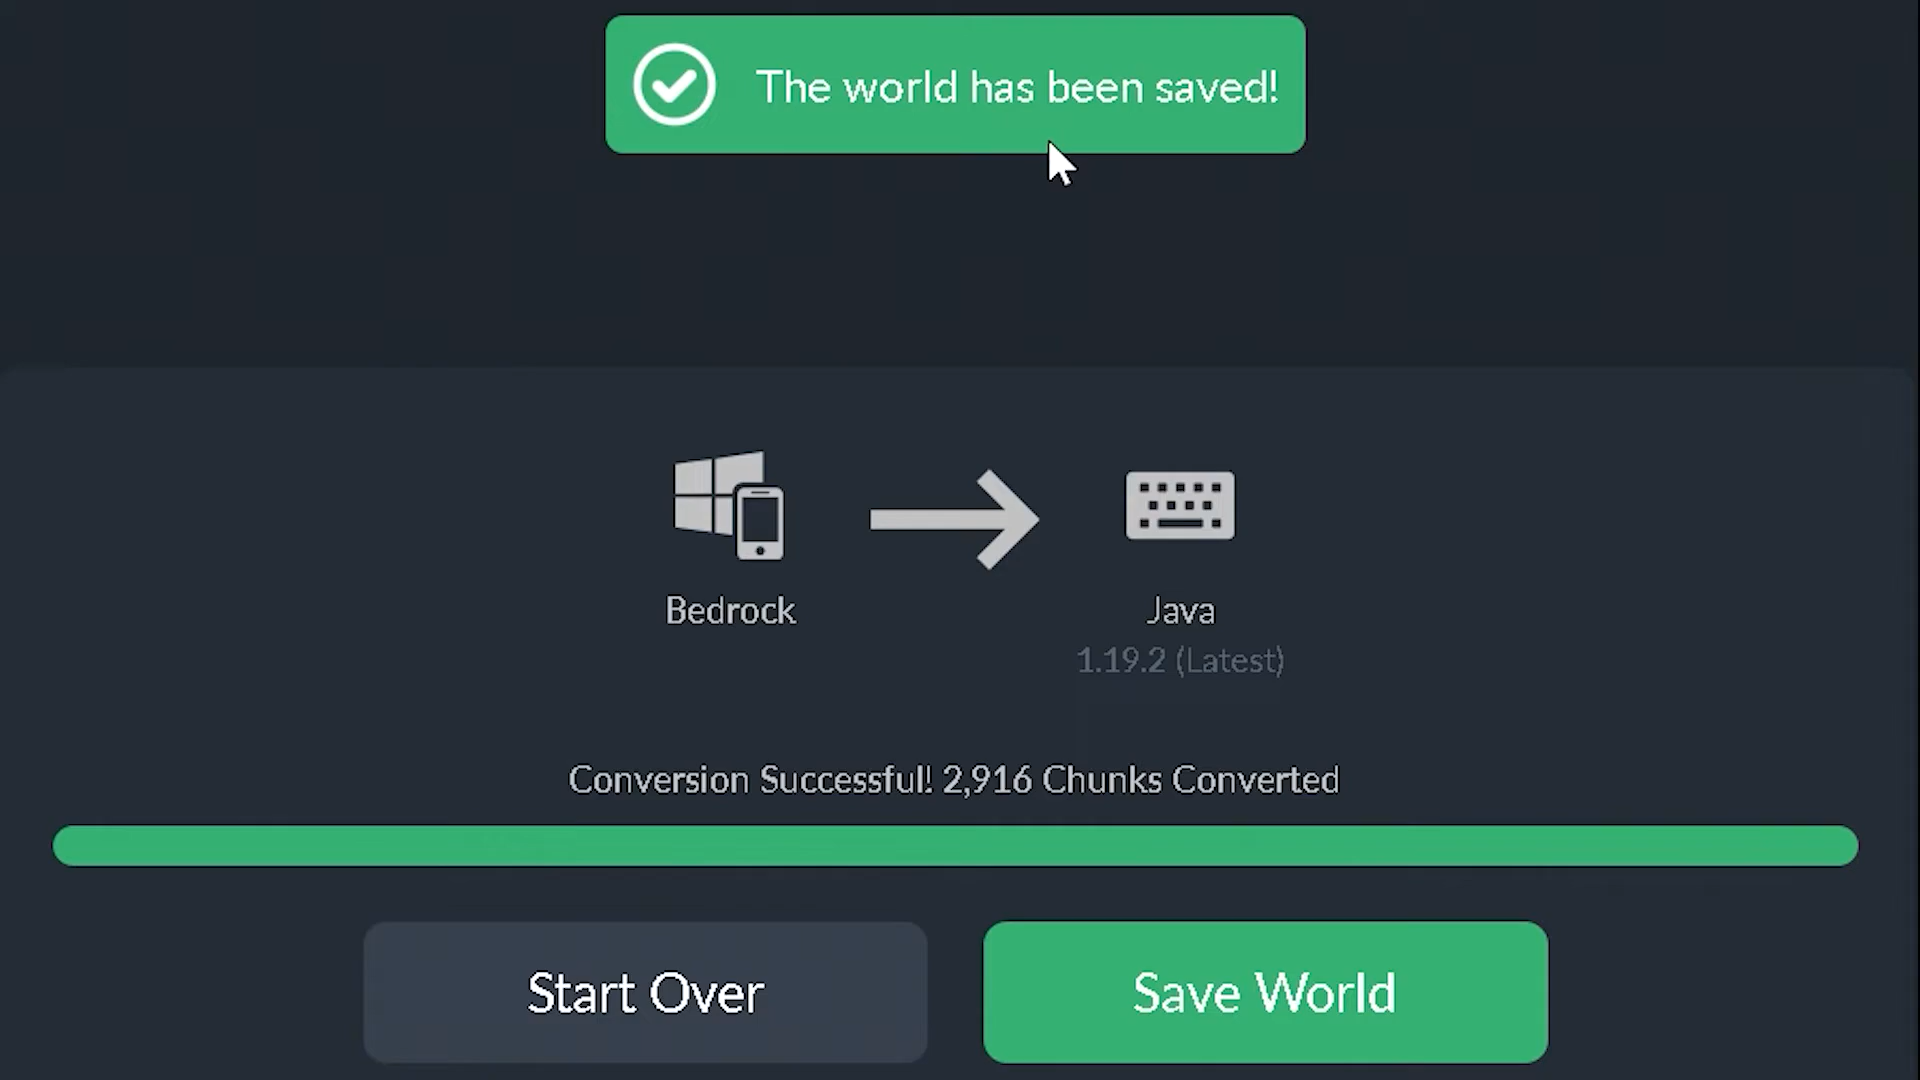 The world has been saved!
Bedrock
Java
1.19.2 (Latest)
Conversion Successful! 2,916 Chunks Converted
Start Over
Save World